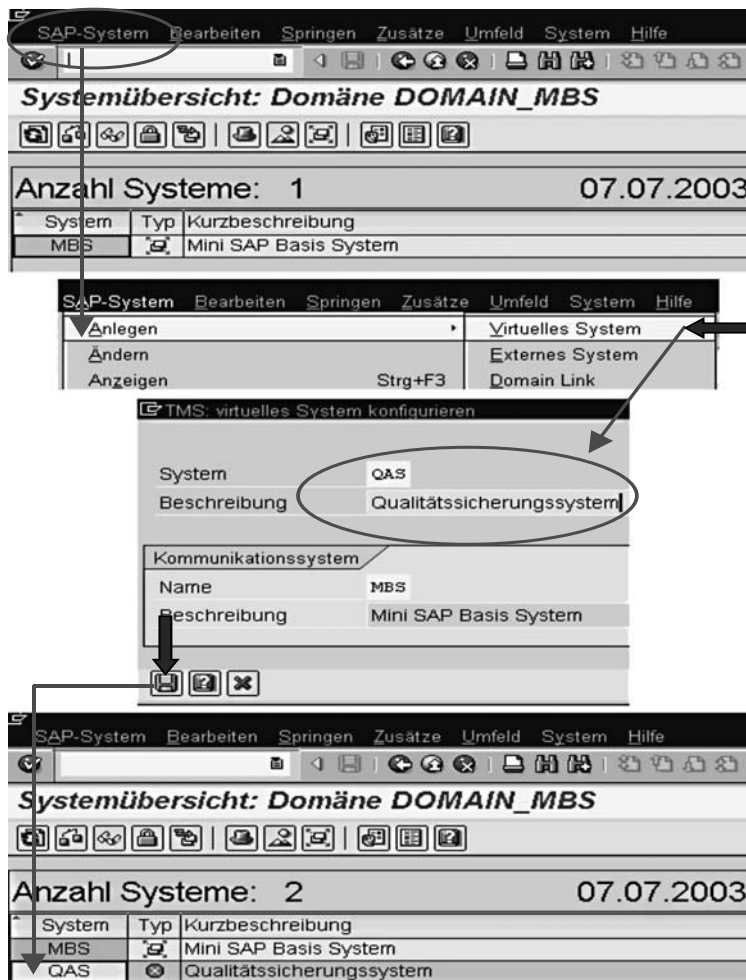 SAP-System Bearbeiten Springen Zusätze Umfeld System Hilfe
Systemübersicht: Domäne DOMAIN_MBS
Anzahl Systeme: 1 07.07.2003
System Typ Kurzbeschreibung
MBS Mini SAP Basis System
SAP-System Bearbeiten Springen Zusätze Umfeld System Hilfe
Anlegen Virtuelles System
Ändern Externes System
Anzeigen Strg+F3 Domain Link
TMS: virtuelles System konfigurieren
System QAS
Beschreibung Qualitätssicherungssystem
Kommunikationssystem
Name MBS
Beschreibung Mini SAP Basis System
SAP-System Bearbeiten Springen Zusätze Umfeld System Hilfe
Systemübersicht: Domäne DOMAIN_MBS
Anzahl Systeme: 2 07.07.2003
System Typ Kurzbeschreibung
MBS Mini SAP Basis System
QAS Qualitätssicherungssystem